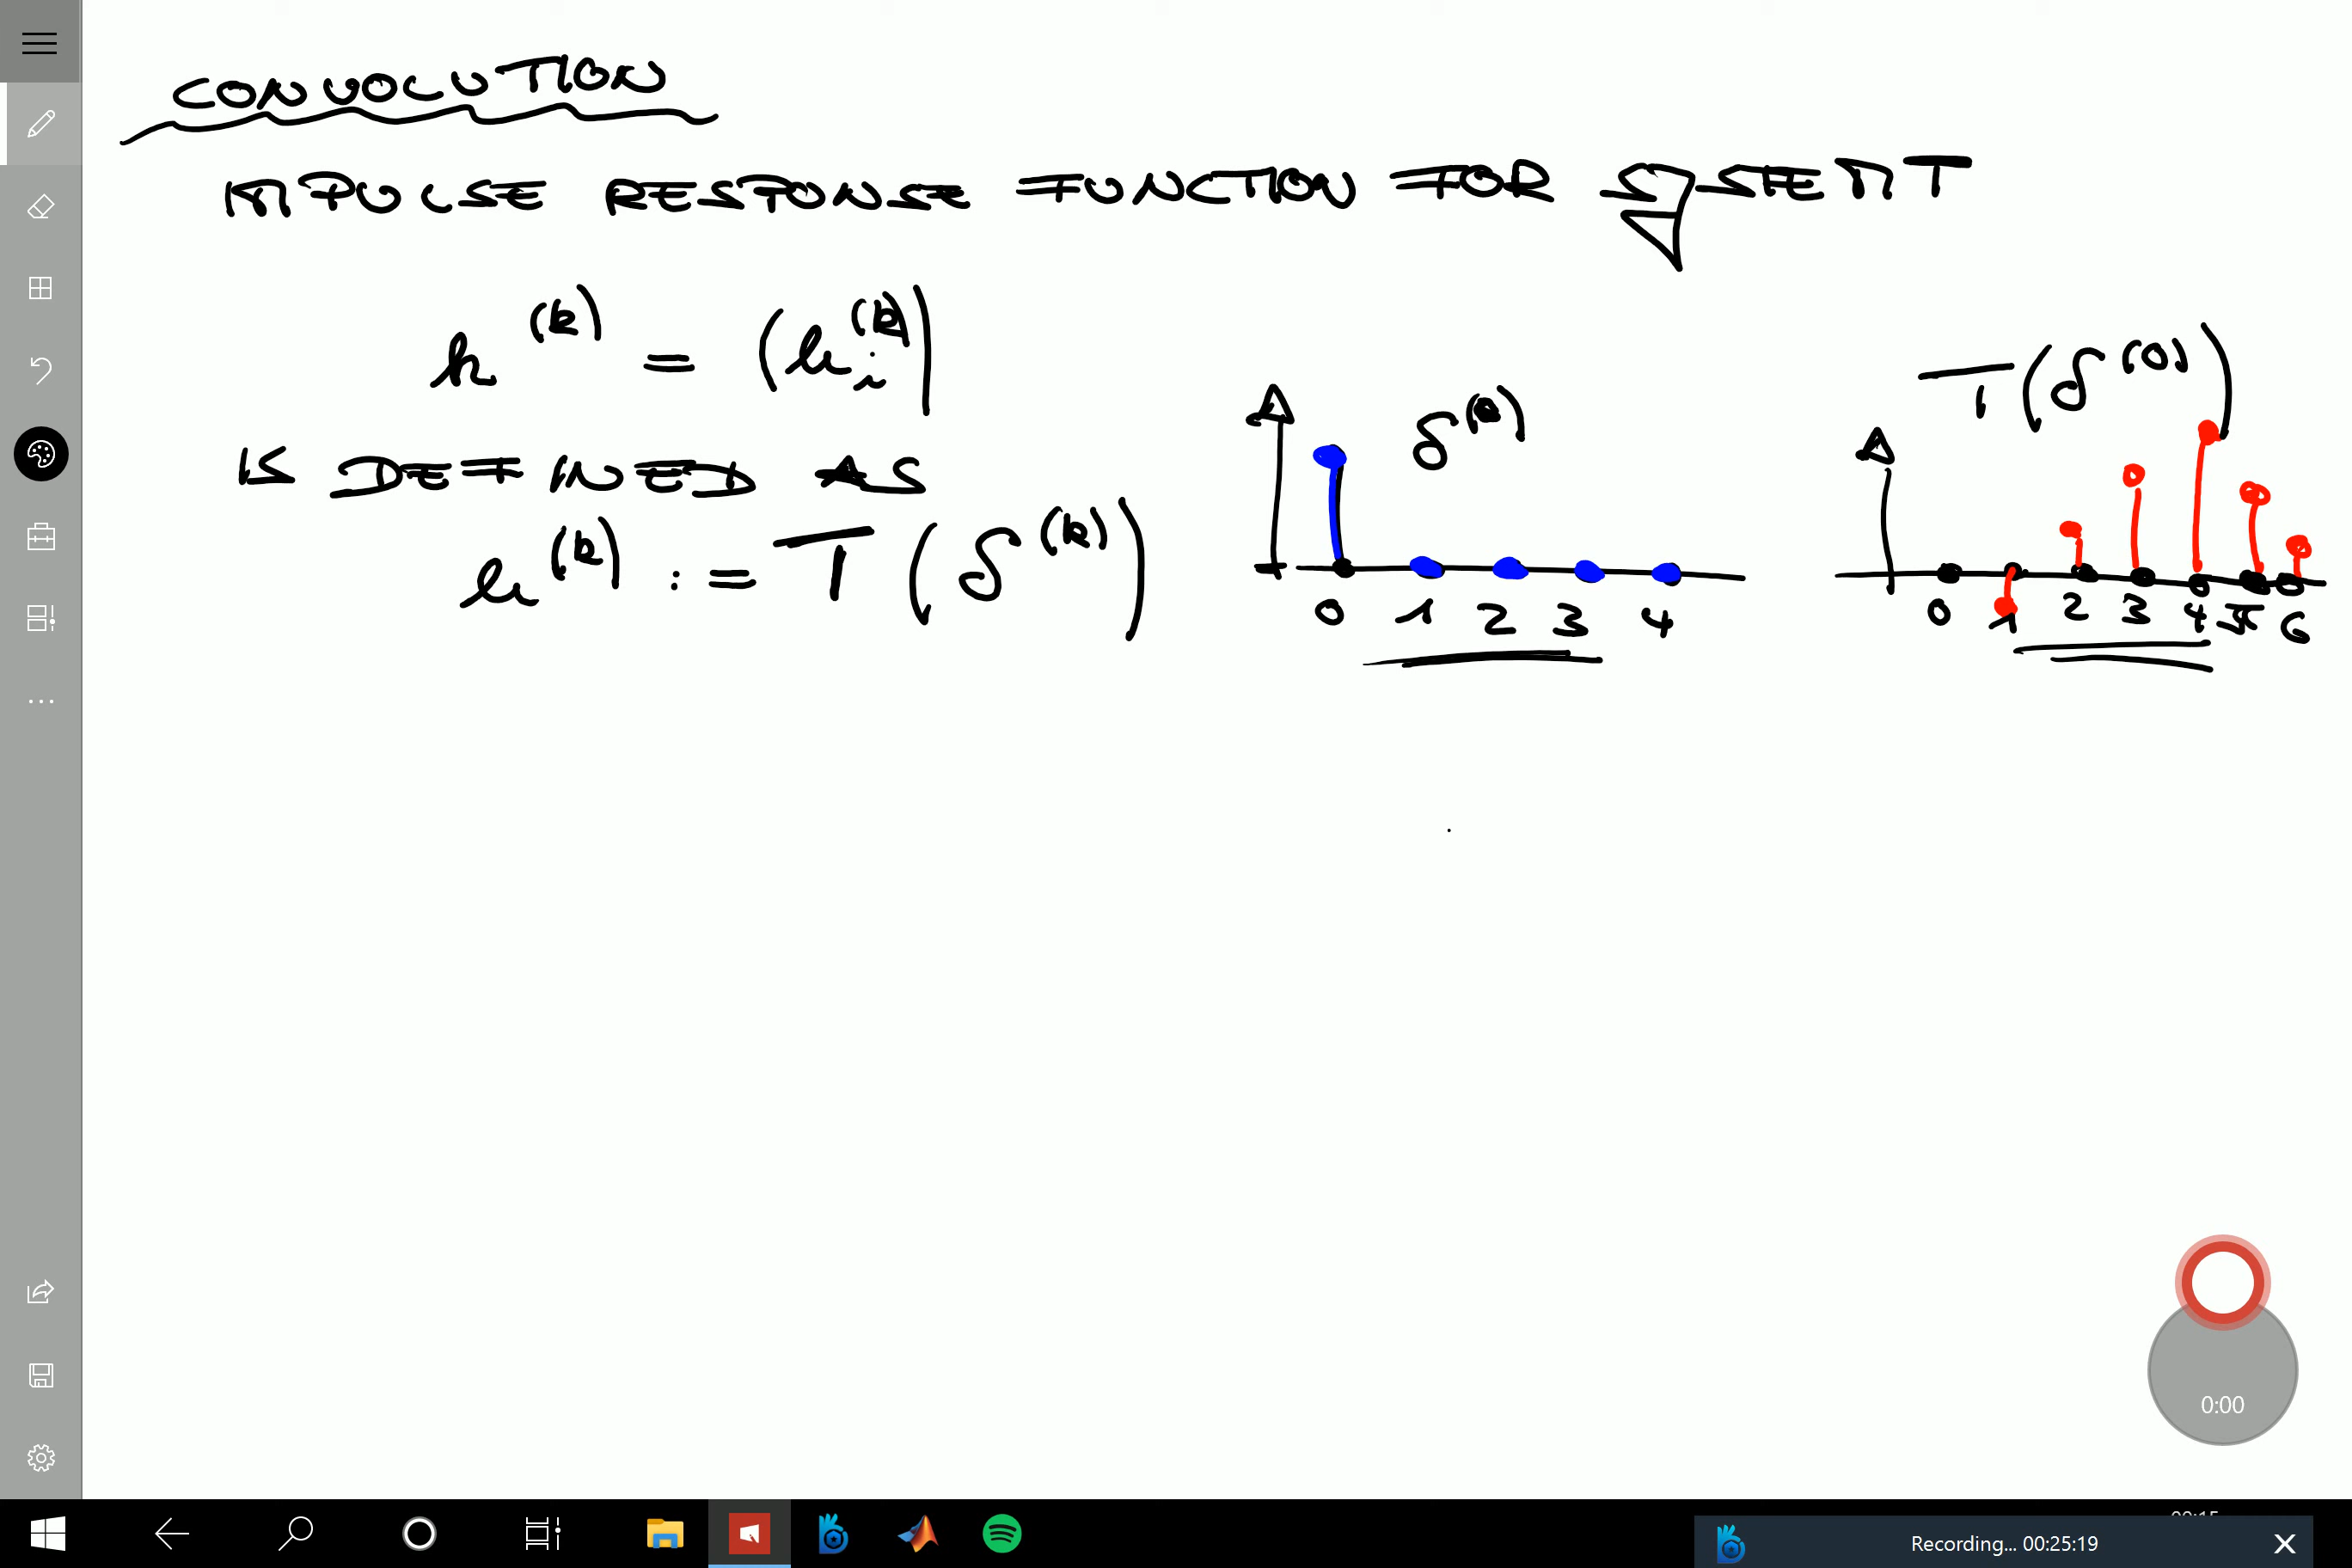 CONVOLUTION
IMPULSE RESPONSE FUNCTION FOR SYSTEM T
h^(k) = (h_i^(k))
IS DEFINED AS
h^(k) := T(δ^(k))
δ^(0)
0 1 2 3 4
T(δ^(0))
0 1 2 3 4 5 6
0:00
Recording... 00:25:19